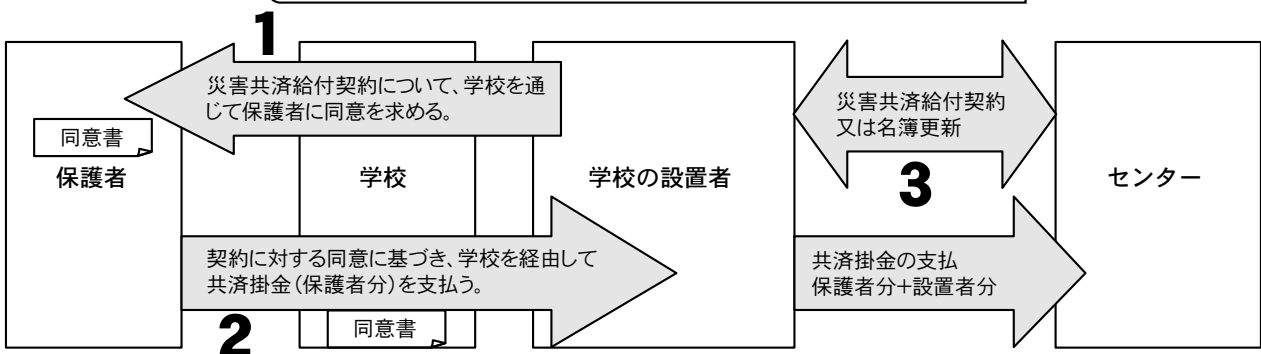 1
災害共済給付契約について、学校を通
じて保護者に同意を求める。
災害共済給付契約
又は名簿更新
同意書
保護者
学校
学校の設置者
3
センター
契約に対する同意に基づき、学校を経由して
共済掛金(保護者分)を支払う。
共済掛金の支払
保護者分+設置者分
2
同意書